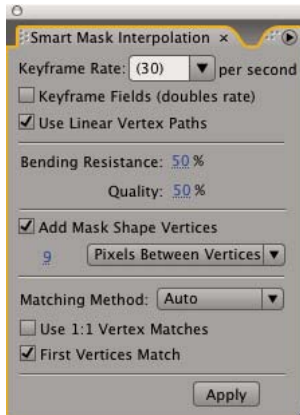 Smart Mask Interpolation ×
Keyframe Rate: (30) per second
Keyframe Fields (doubles rate)
Use Linear Vertex Paths
Bending Resistance: 50 %
Quality: 50 %
Add Mask Shape Vertices
9 Pixels Between Vertices
Matching Method: Auto
Use 1:1 Vertex Matches
First Vertices Match
Apply